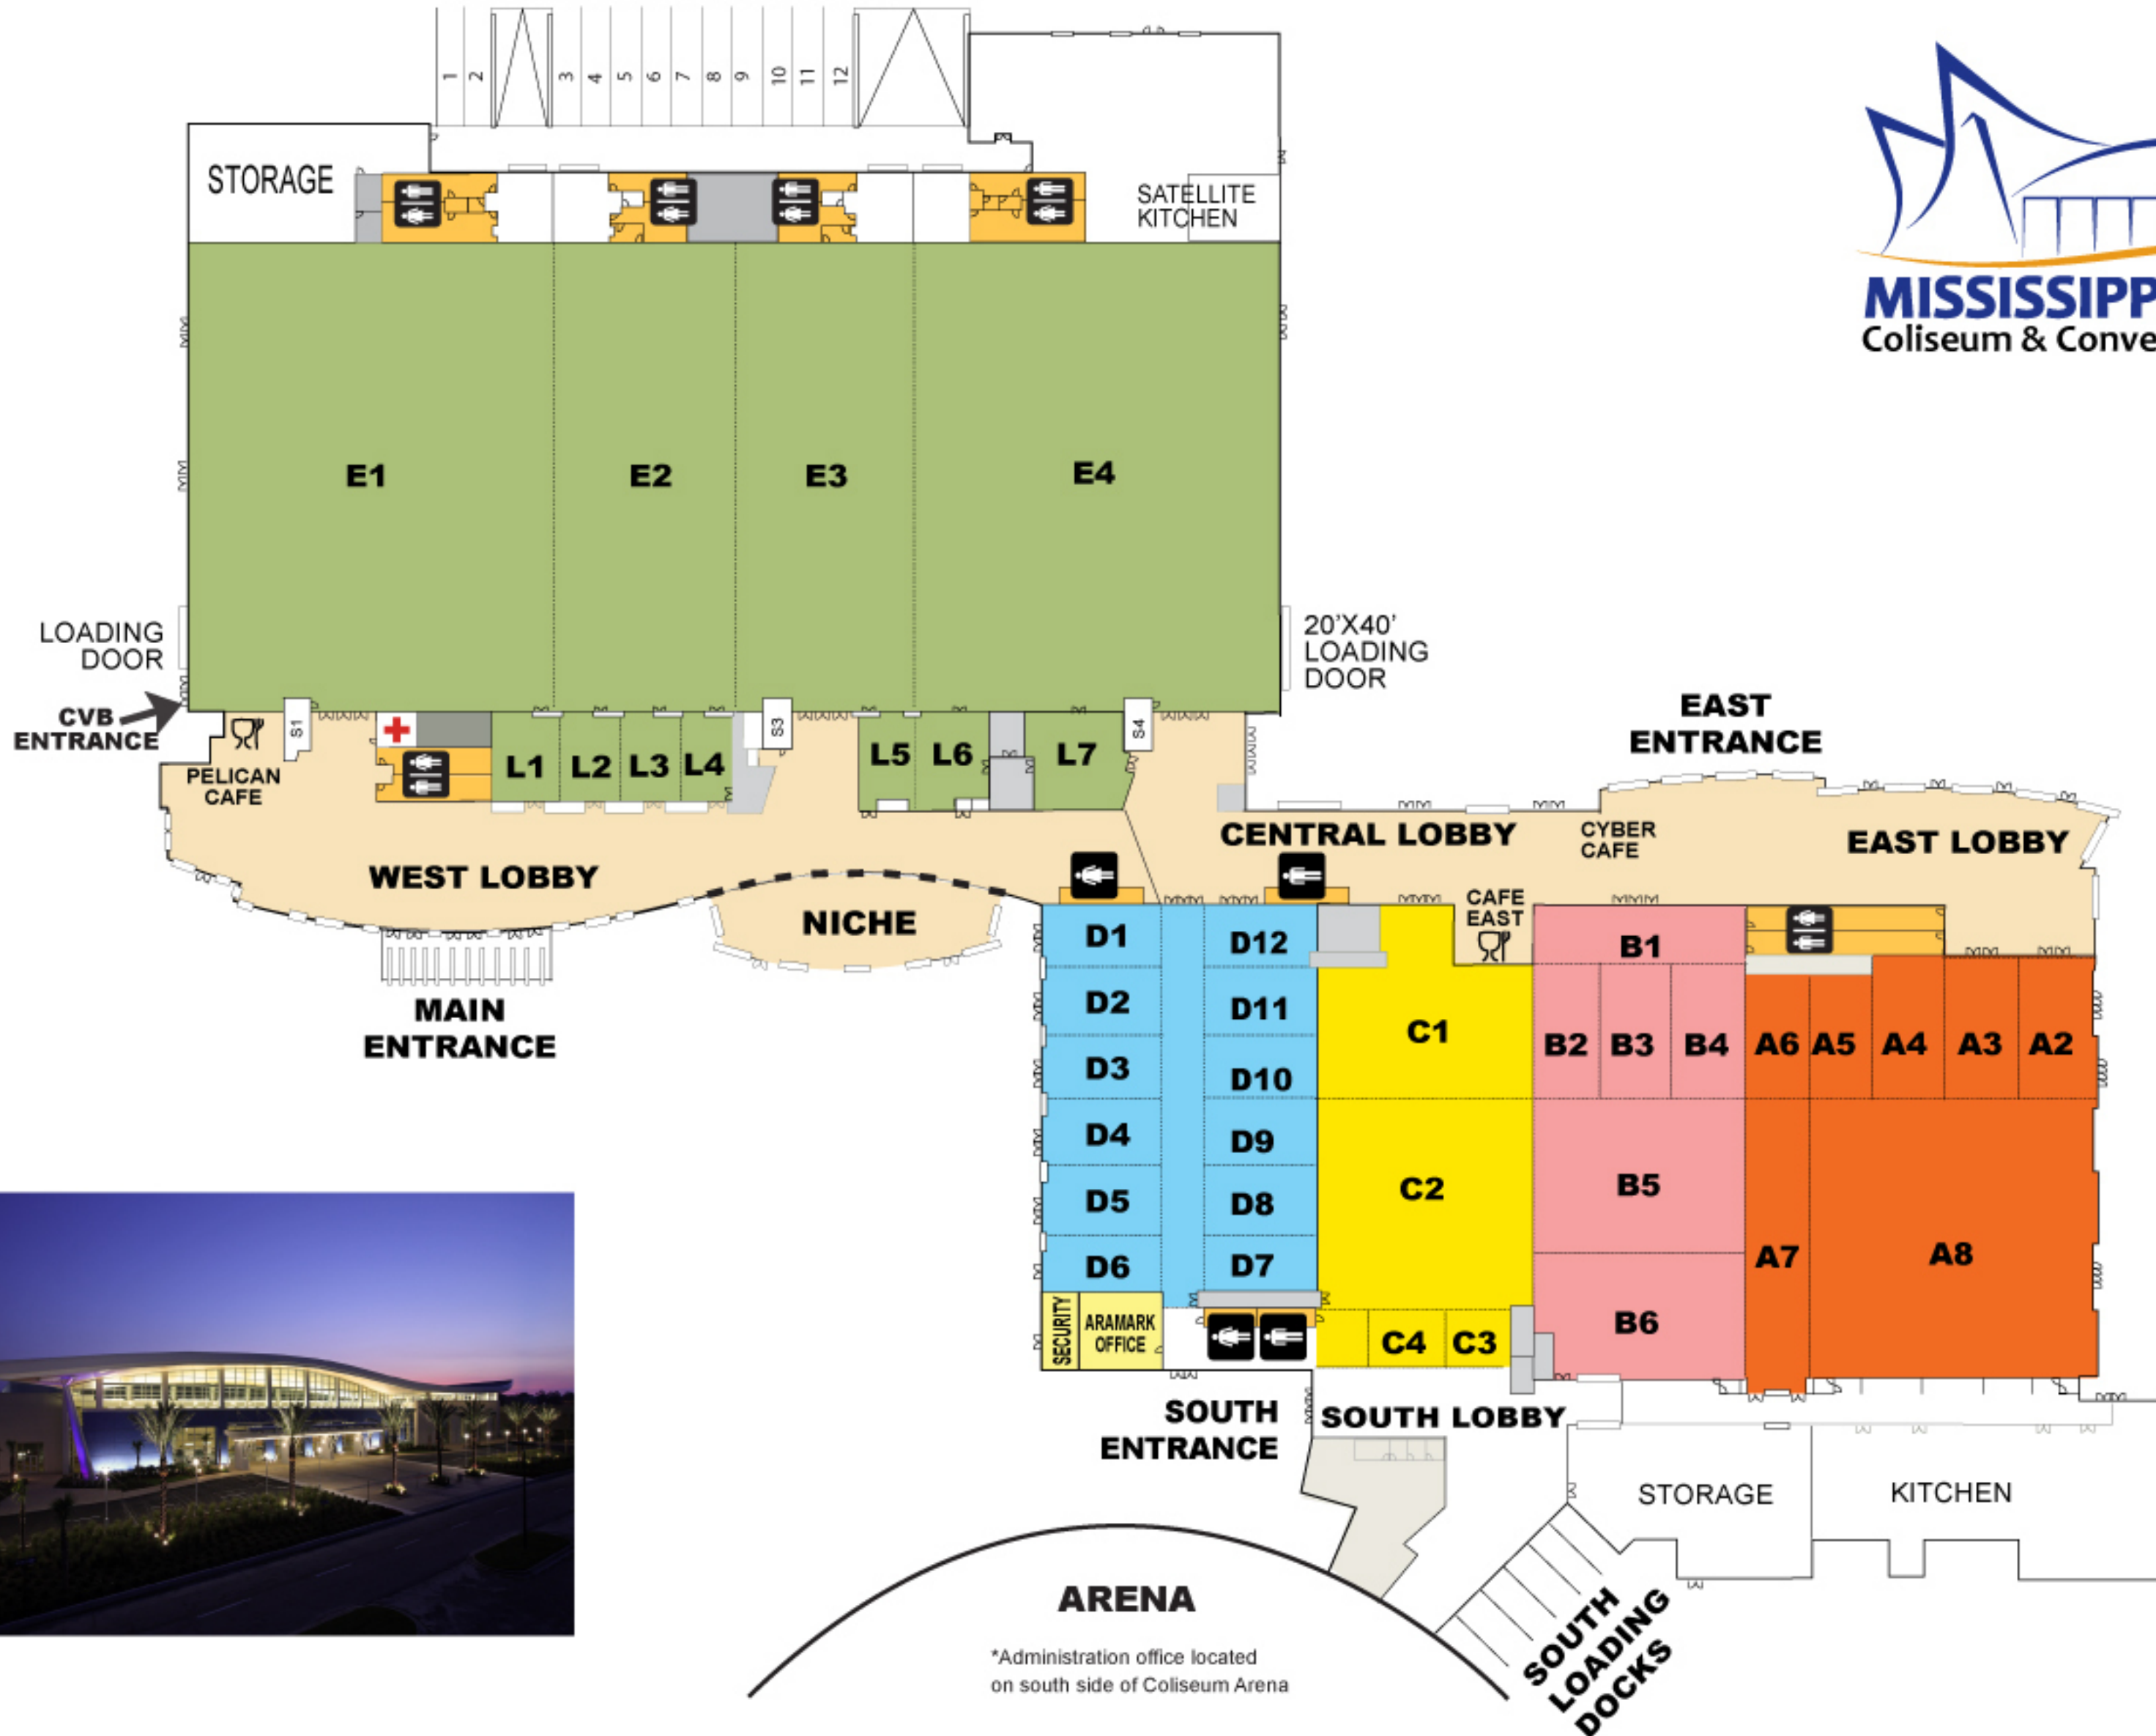 1 2 3 4 5 6 7 8 9 10 11 12
STORAGE
SATELLITE
KITCHEN
MISSISSIPP
Coliseum & Conve
E1 E2 E3 E4
LOADING
DOOR
20'X40'
LOADING
DOOR
CVB
ENTRANCE
S1 S3 S4
PELICAN
CAFE
L1 L2 L3 L4 L5 L6 L7
EAST
ENTRANCE
CENTRAL LOBBY
CYBER
CAFE
EAST LOBBY
WEST LOBBY
NICHE
CAFE
EAST
MAIN
ENTRANCE
D1 D12
D2 D11
D3 D10
D4 D9
D5 D8
D6 D7
C1
C2
C4 C3
B1
B2 B3 B4
B5
B6
A6 A5 A4 A3 A2
A7 A8
SECURITY
ARAMARK
OFFICE
SOUTH
ENTRANCE
SOUTH LOBBY
STORAGE
KITCHEN
SOUTH
LOADING
DOCKS
ARENA
*Administration office located
on south side of Coliseum Arena